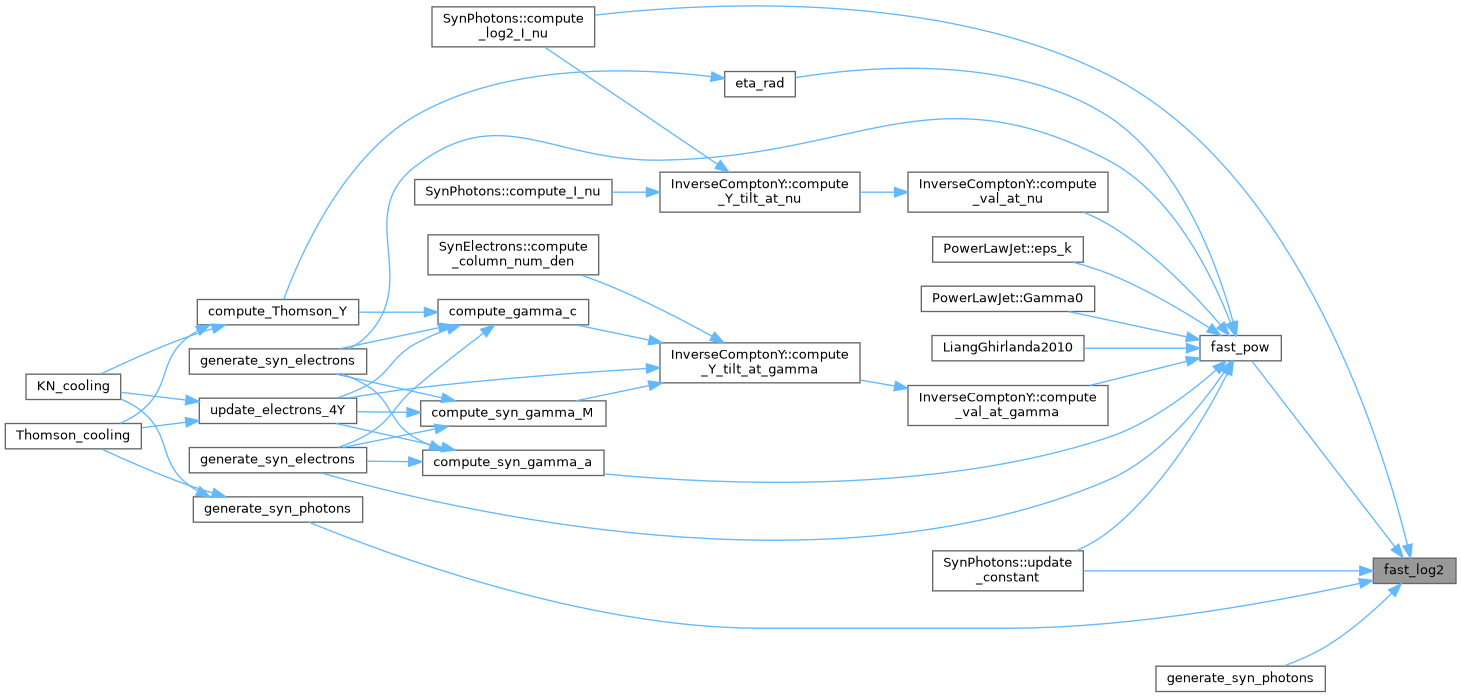 SynPhotons::compute
_log2_I_nu
eta_rad
InverseComptonY::compute
_Y_tilt_at_nu
InverseComptonY::compute
_val_at_nu
SynPhotons::compute_I_nu
SynElectrons::compute
_column_num_den
PowerLawJet::eps_k
PowerLawJet::Gamma0
compute_Thomson_Y
compute_gamma_c
LiangGhirlanda2010
fast_pow
generate_syn_electrons
InverseComptonY::compute
_Y_tilt_at_gamma
KN_cooling
InverseComptonY::compute
_val_at_gamma
update_electrons_4Y
compute_syn_gamma_M
Thomson_cooling
generate_syn_electrons
compute_syn_gamma_a
generate_syn_photons
SynPhotons::update
_constant
fast_log2
generate_syn_photons